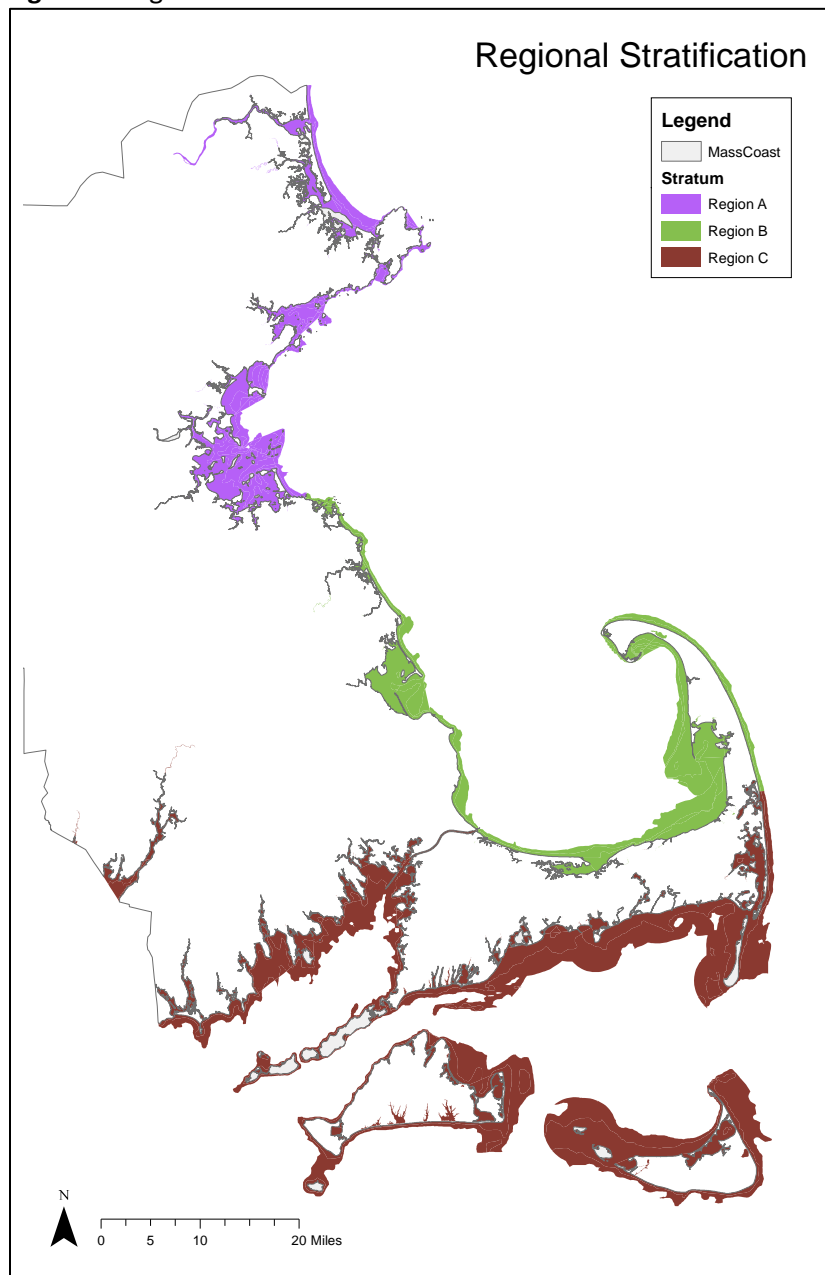 Regional Stratification
Legend
MassCoast
Stratum
Region A
Region B
Region C
N
0 5 10 20 Miles